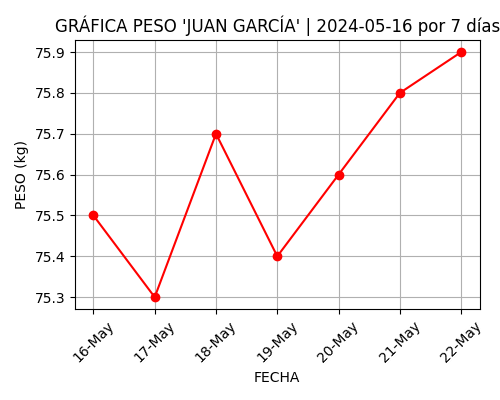 GRÁFICA PESO 'JUAN GARCÍA' | 2024-05-16 por 7 días
75.9
75.8
75.7
75.6
75.5
75.4
75.3
PESO (kg)
16-May
17-May
18-May
19-May
20-May
21-May
22-May
FECHA